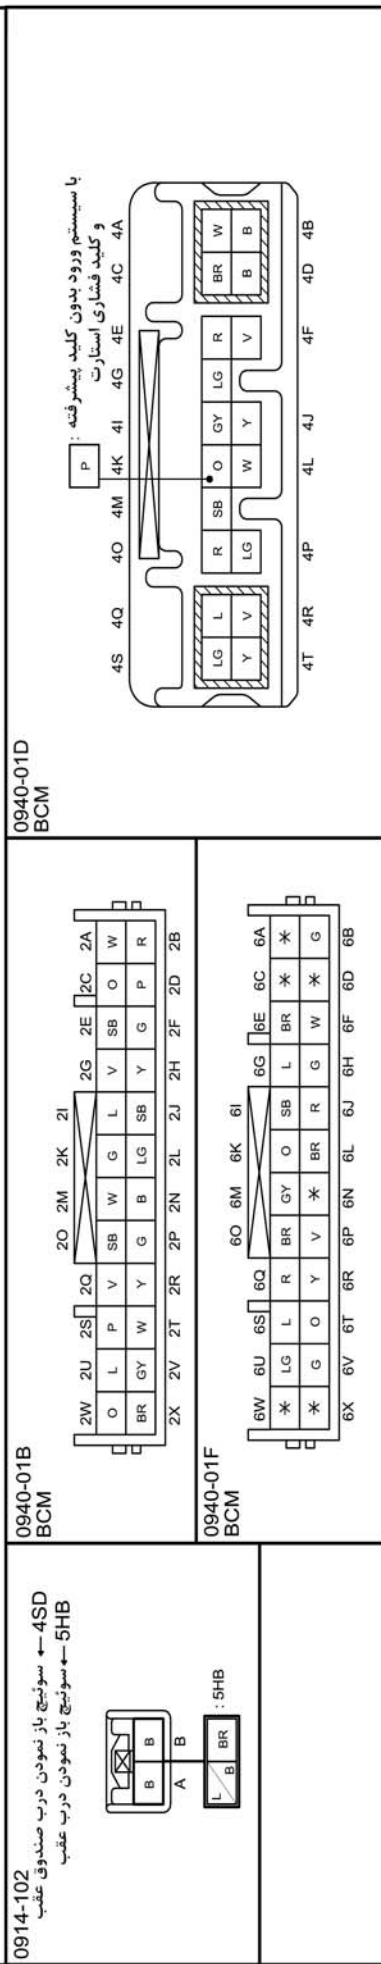 0914-102
سوئیچ باز نمودن درب صندوق عقب ← 4SD
سوئیچ باز نمودن درب عقب ← 5HB
B B
A B
: 5HB
L B BR
0940-01B
BCM
2W 2U 2S 2Q 2O 2M 2K 2I 2G 2E 2C 2A
O L P V SB W G L V SB O W
BR GY W Y G B LG SB Y G P R
2X 2V 2T 2R 2P 2N 2L 2J 2H 2F 2D 2B
0940-01F
BCM
6W 6U 6S 6Q 6O 6M 6K 6I 6G 6E 6C 6A
* LG L R BR GY O SB L BR * *
* G O Y V * BR R G W * G
6X 6V 6T 6R 6P 6N 6L 6J 6H 6F 6D 6B
0940-01D
BCM
با سیستم ورود بدون کلید پیشرفته :
و کلید فشاری استارت
P
4S 4Q 4O 4M 4K 4I 4G 4E 4C 4A
LG L R SB O GY LG R BR W
Y V LG W Y V B B
4T 4R 4P 4L 4J 4F 4D 4B